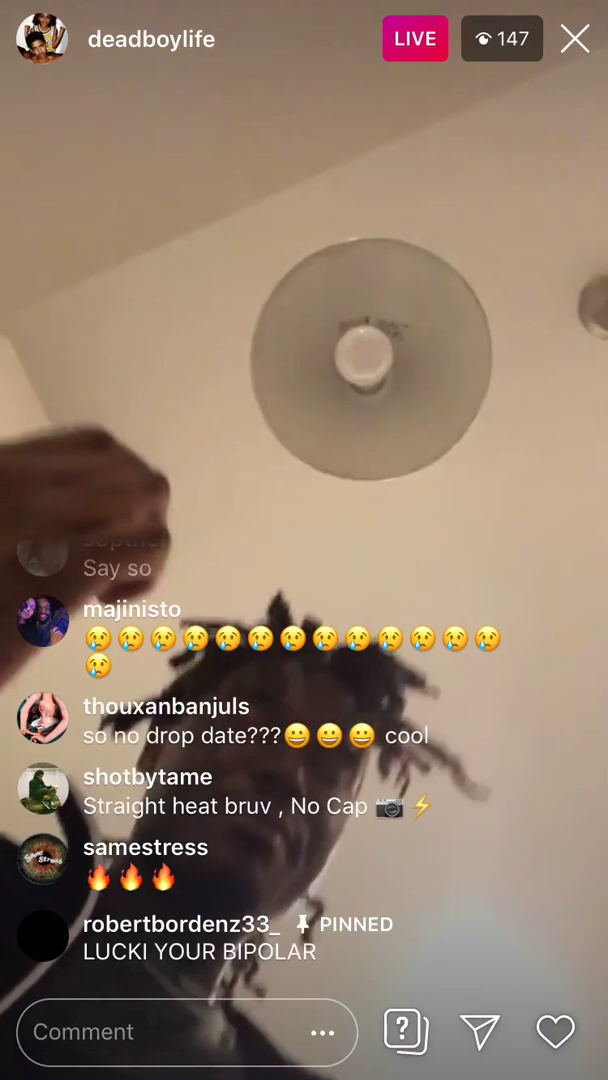 deadboylife
LIVE
147
Say so
majinisto
😢😢😢😢😢😢😢😢😢😢😢😢😢
😢
thouxanbanjuls
so no drop date???😀😀😀 cool
shotbytame
Straight heat bruv , No Cap 📷⚡
samestress
🔥🔥🔥
robertbordenz33_ 📌 PINNED
LUCKI YOUR BIPOLAR
Comment